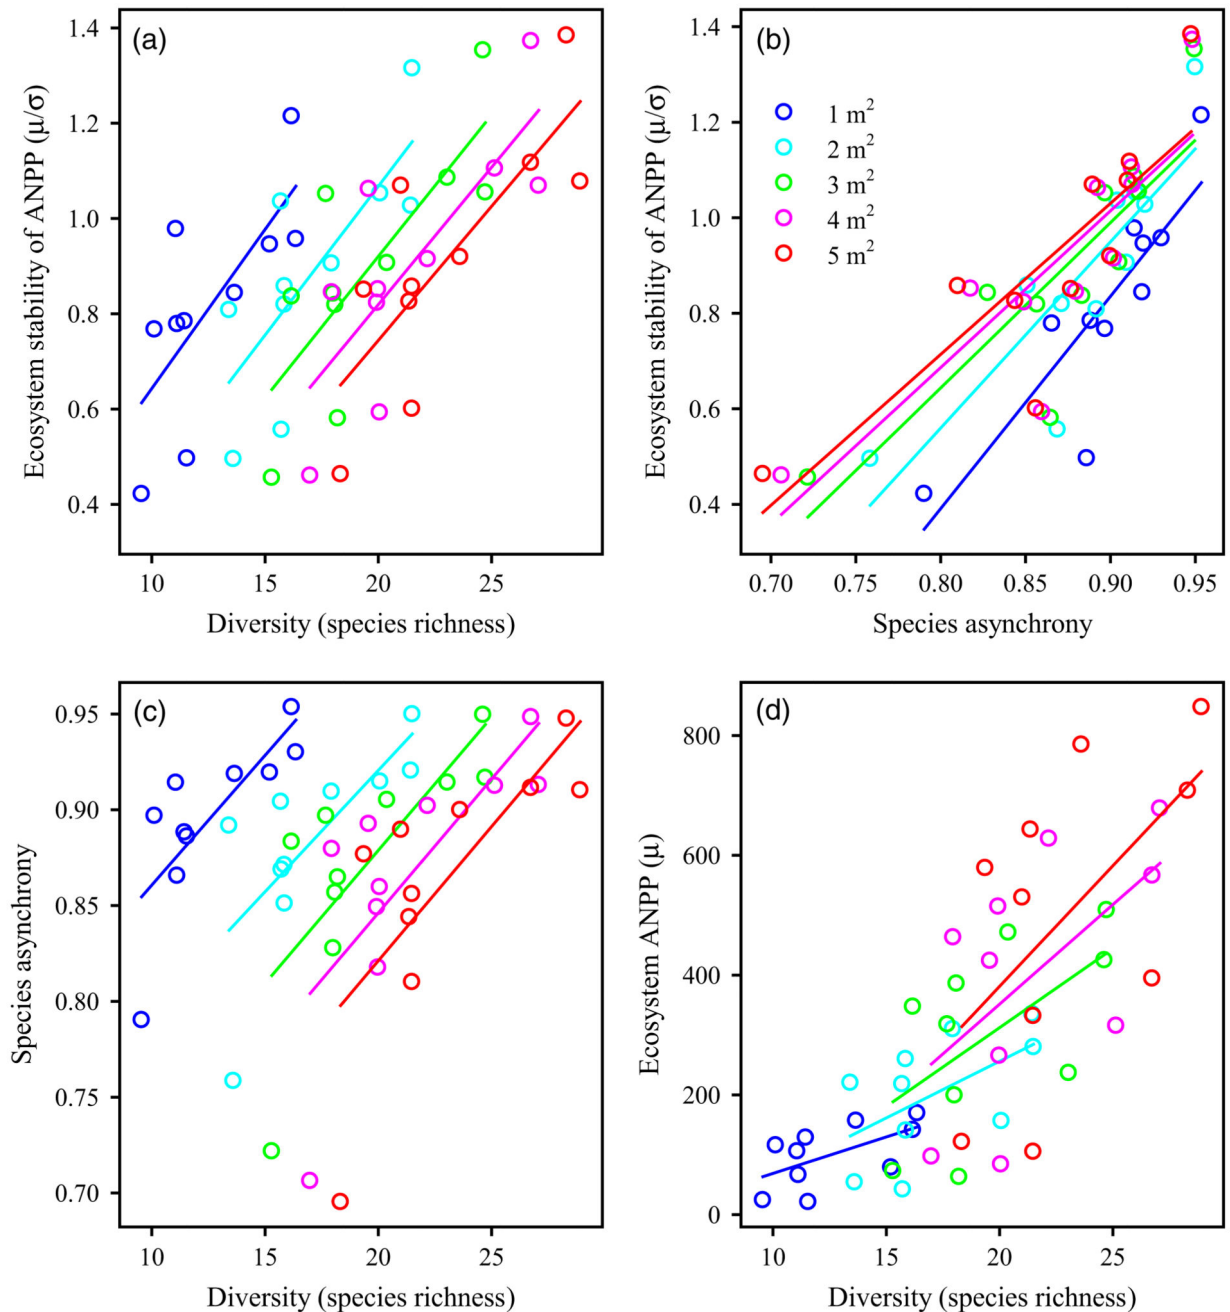 (a)
1.4
1.2
1.0
0.8
0.6
0.4
Ecosystem stability of ANPP (μ/σ)
10 15 20 25
Diversity (species richness)
(b)
1.4
1.2
1.0
0.8
0.6
0.4
Ecosystem stability of ANPP (μ/σ)
1 m²
2 m²
3 m²
4 m²
5 m²
0.70 0.75 0.80 0.85 0.90 0.95
Species asynchrony
(c)
0.95
0.90
0.85
0.80
0.75
0.70
Species asynchrony
10 15 20 25
Diversity (species richness)
(d)
800
600
400
200
0
Ecosystem ANPP (μ)
10 15 20 25
Diversity (species richness)